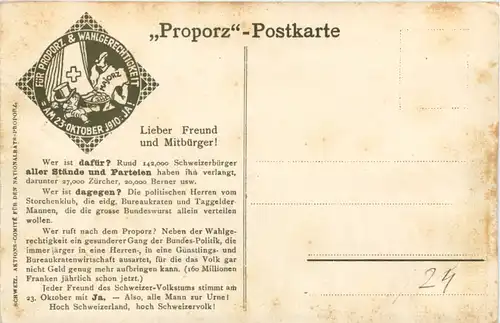 „Proporz“-Postkarte
FÜR PROPORZ & WAHLGERECHTIGKEIT
MAJORZ
= AM 23. OKTOBER 1910: JA!
Lieber Freund
und Mitbürger!
Wer ist dafür? Rund 142,000 Schweizerbürger
aller Stände und Parteien haben ihn verlangt,
darunter 27,000 Zürcher, 20,000 Berner usw.
Wer ist dagegen? Die politischen Herren vom
Storchenklub, die eidg. Bureaukraten und Taggelder-
Mannen, die die grosse Bundeswurst allein verteilen
wollen.
Wer ruft nach dem Proporz? Neben der Wahlge-
rechtigkeit ein gesunderer Gang der Bundes-Politik, die
immer ärger in eine Herren-, in eine Günstlings- und
Bureaukratenwirtschaft ausartet, für die das Volk gar
nicht Geld genug mehr aufbringen kann. (160 Millionen
Franken jährlich schon jetzt.)
Jeder Freund des Schweizer-Volkstums stimmt am
23. Oktober mit Ja. — Also, alle Mann zur Urne!
Hoch Schweizerland, hoch Schweizervolk!
SCHWEIZ. AKTIONS-COMITÉ FÜR DEN NATIONALRATS-PROPORZ.
24